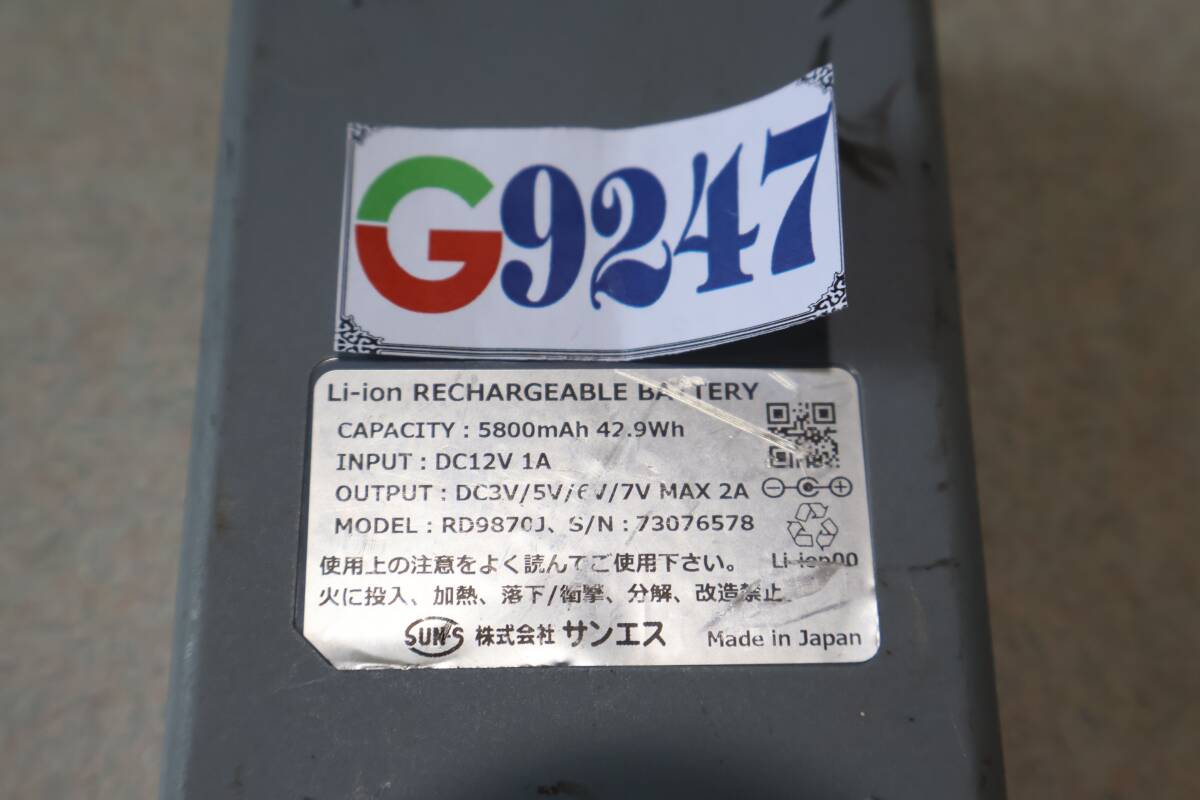 G9247
Li-ion RECHARGEABLE BATTERY
CAPACITY : 5800mAh 42.9Wh
INPUT : DC12V 1A
OUTPUT : DC3V/5V/6V/7V MAX 2A
MODEL : RD9870J、S/N : 73076578
使用上の注意をよく読んでご使用下さい。
Li-ion00
火に投入、加熱、落下/衝撃、分解、改造禁止
SUN・S 株式会社 サンエス
Made in Japan